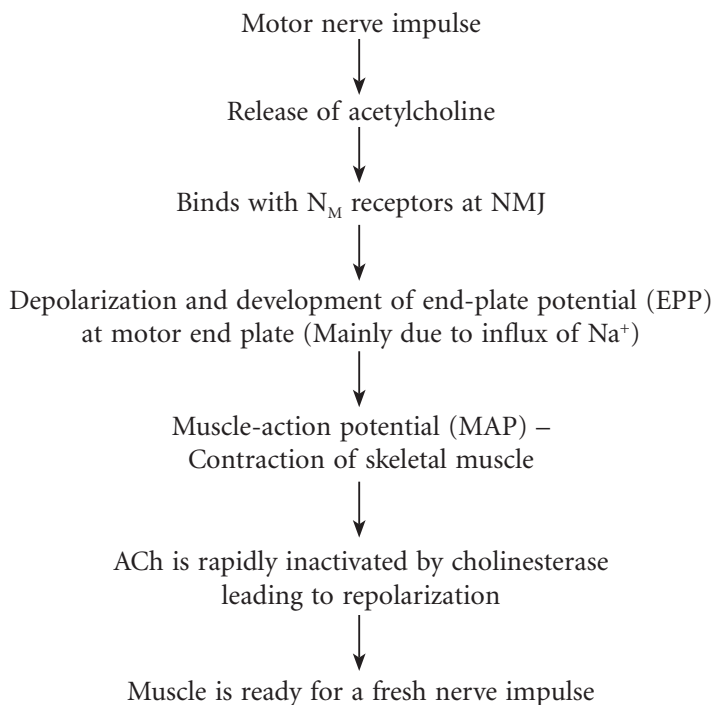 Motor nerve impulse
Release of acetylcholine
Binds with N_M receptors at NMJ
Depolarization and development of end-plate potential (EPP)
at motor end plate (Mainly due to influx of Na⁺)
Muscle-action potential (MAP) –
Contraction of skeletal muscle
ACh is rapidly inactivated by cholinesterase
leading to repolarization
Muscle is ready for a fresh nerve impulse